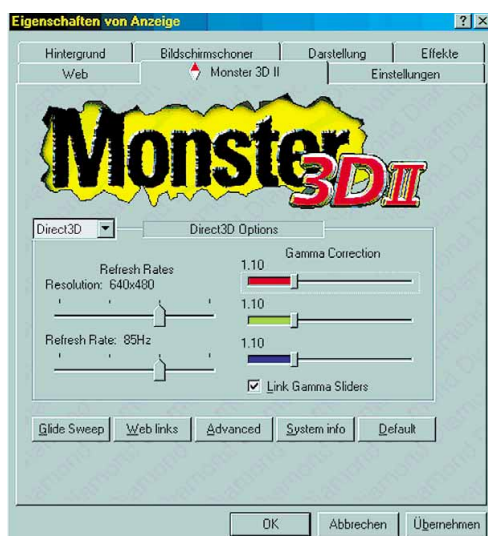 Eigenschaften von Anzeige
Hintergrund Bildschirmschoner Darstellung Effekte
Web Monster 3D II Einstellungen
Monster
3D II
Direct3D Direct3D Options
Refresh Rates
Resolution: 640x480
Refresh Rate: 85Hz
Gamma Correction
1.10
1.10
1.10
Link Gamma Sliders
Glide Sweep Web links Advanced System info Default
OK Abbrechen Übernehmen